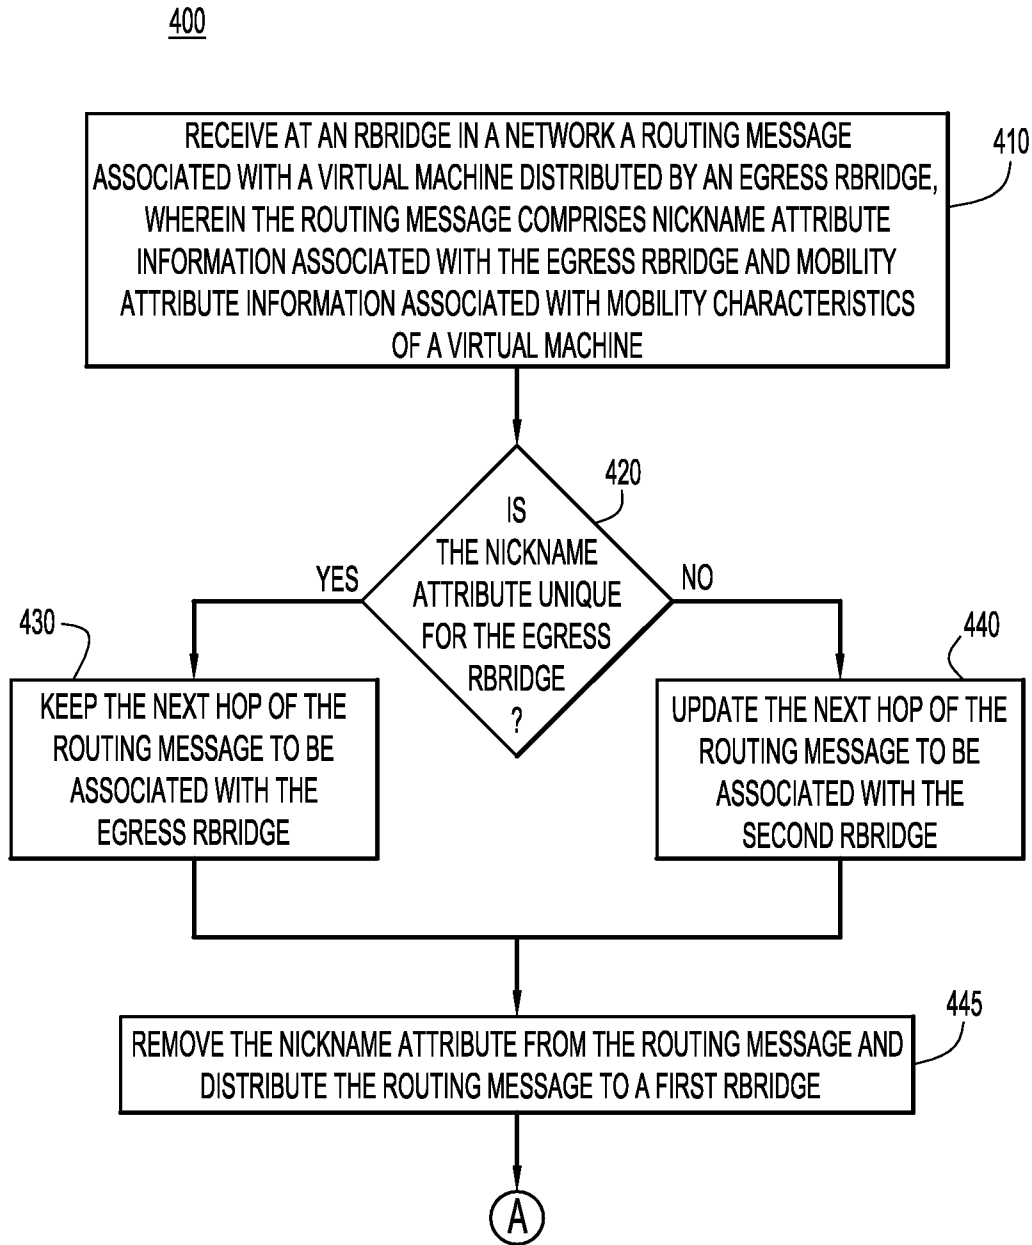 400
RECEIVE AT AN RBRIDGE IN A NETWORK A ROUTING MESSAGE
ASSOCIATED WITH A VIRTUAL MACHINE DISTRIBUTED BY AN EGRESS RBRIDGE,
WHEREIN THE ROUTING MESSAGE COMPRISES NICKNAME ATTRIBUTE
INFORMATION ASSOCIATED WITH THE EGRESS RBRIDGE AND MOBILITY
ATTRIBUTE INFORMATION ASSOCIATED WITH MOBILITY CHARACTERISTICS
OF A VIRTUAL MACHINE
410
420
IS
THE NICKNAME
ATTRIBUTE UNIQUE
FOR THE EGRESS
RBRIDGE
?
YES
NO
430
KEEP THE NEXT HOP OF THE
ROUTING MESSAGE TO BE
ASSOCIATED WITH THE
EGRESS RBRIDGE
440
UPDATE THE NEXT HOP OF THE
ROUTING MESSAGE TO BE
ASSOCIATED WITH THE
SECOND RBRIDGE
445
REMOVE THE NICKNAME ATTRIBUTE FROM THE ROUTING MESSAGE AND
DISTRIBUTE THE ROUTING MESSAGE TO A FIRST RBRIDGE
A